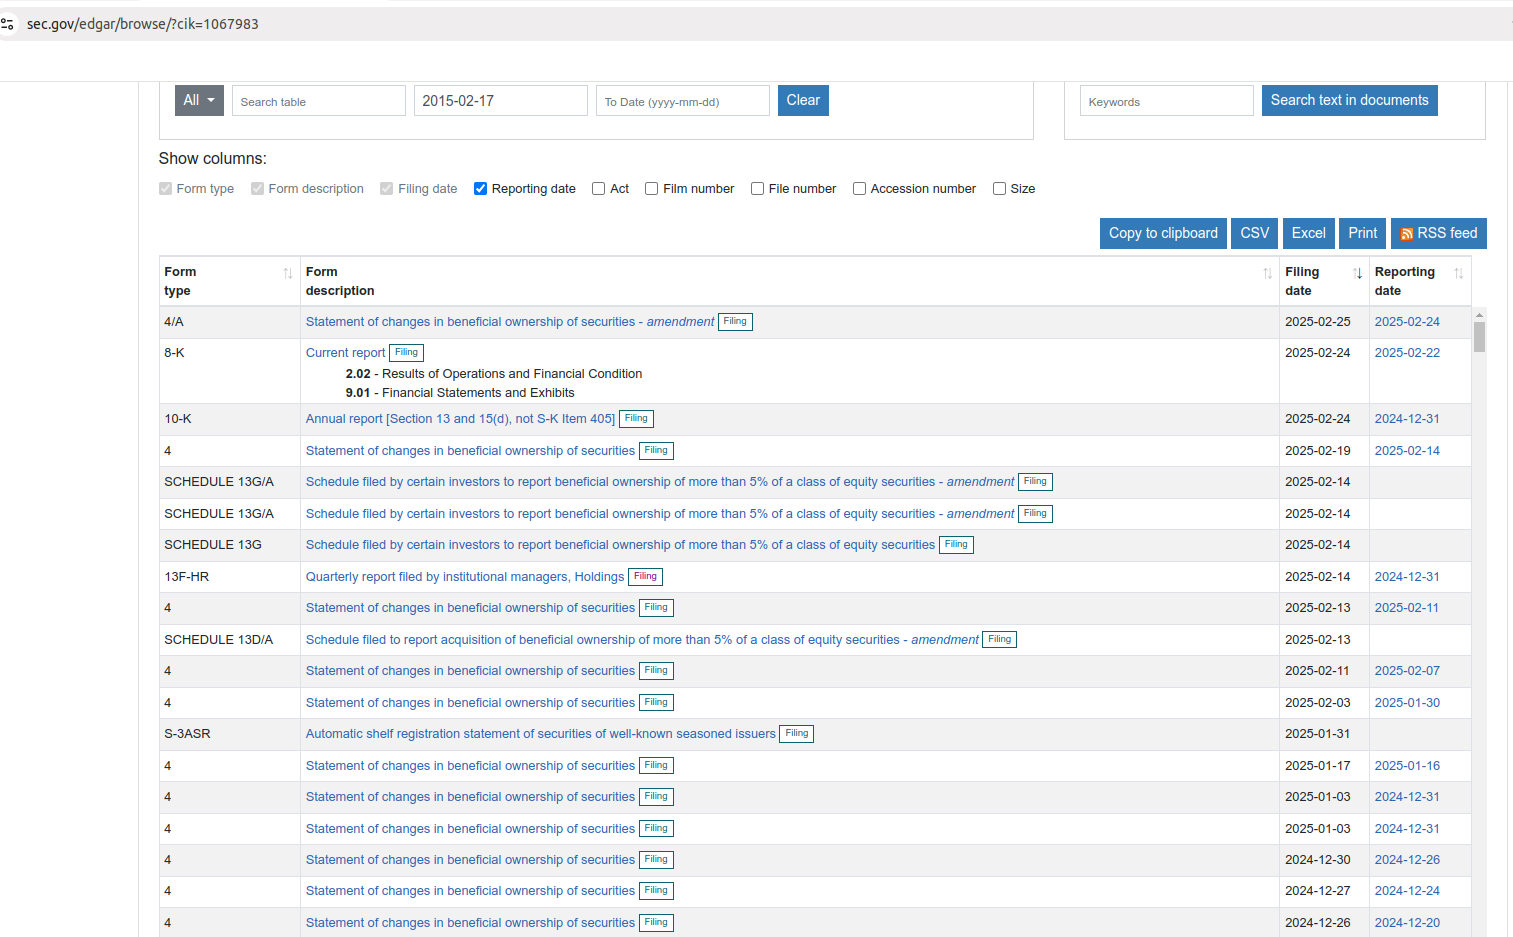 sec.gov/edgar/browse/?cik=1067983
All Search table 2015-02-17 To Date (yyyy-mm-dd) Clear Keywords Search text in documents
Show columns:
Form type Form description Filing date Reporting date Act Film number File number Accession number Size
Copy to clipboard CSV Excel Print RSS feed
Form type Form description Filing date Reporting date
4/A Statement of changes in beneficial ownership of securities - amendment Filing 2025-02-25 2025-02-24
8-K Current report Filing 2025-02-24 2025-02-22
2.02 - Results of Operations and Financial Condition
9.01 - Financial Statements and Exhibits
10-K Annual report [Section 13 and 15(d), not S-K Item 405] Filing 2025-02-24 2024-12-31
4 Statement of changes in beneficial ownership of securities Filing 2025-02-19 2025-02-14
SCHEDULE 13G/A Schedule filed by certain investors to report beneficial ownership of more than 5% of a class of equity securities - amendment Filing 2025-02-14
SCHEDULE 13G/A Schedule filed by certain investors to report beneficial ownership of more than 5% of a class of equity securities - amendment Filing 2025-02-14
SCHEDULE 13G Schedule filed by certain investors to report beneficial ownership of more than 5% of a class of equity securities Filing 2025-02-14
13F-HR Quarterly report filed by institutional managers, Holdings Filing 2025-02-14 2024-12-31
4 Statement of changes in beneficial ownership of securities Filing 2025-02-13 2025-02-11
SCHEDULE 13D/A Schedule filed to report acquisition of beneficial ownership of more than 5% of a class of equity securities - amendment Filing 2025-02-13
4 Statement of changes in beneficial ownership of securities Filing 2025-02-11 2025-02-07
4 Statement of changes in beneficial ownership of securities Filing 2025-02-03 2025-01-30
S-3ASR Automatic shelf registration statement of securities of well-known seasoned issuers Filing 2025-01-31
4 Statement of changes in beneficial ownership of securities Filing 2025-01-17 2025-01-16
4 Statement of changes in beneficial ownership of securities Filing 2025-01-03 2024-12-31
4 Statement of changes in beneficial ownership of securities Filing 2025-01-03 2024-12-31
4 Statement of changes in beneficial ownership of securities Filing 2024-12-30 2024-12-26
4 Statement of changes in beneficial ownership of securities Filing 2024-12-27 2024-12-24
4 Statement of changes in beneficial ownership of securities Filing 2024-12-26 2024-12-20